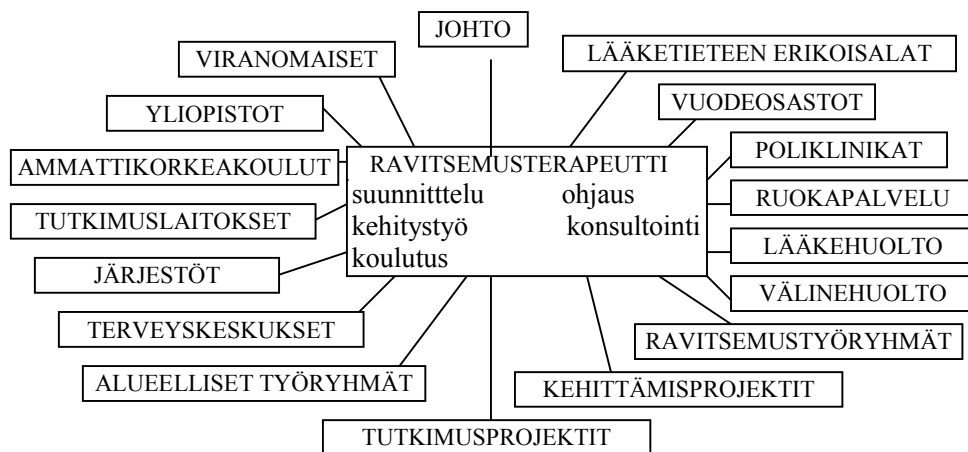 JOHTO
VIRANOMAISET
LÄÄKETIETEEN ERIKOISALAT
YLIOPISTOT
VUODEOSASTOT
AMMATTIKORKEAKOULUT
RAVITSEMUSTERAPEUTTI
POLIKLINIKAT
suunnitttelu ohjaus
RUOKAPALVELU
TUTKIMUSLAITOKSET
kehitystyö konsultointi
LÄÄKEHUOLTO
koulutus
JÄRJESTÖT
VÄLINEHUOLTO
TERVEYSKESKUKSET
RAVITSEMUSTYÖRYHMÄT
ALUEELLISET TYÖRYHMÄT
KEHITTÄMISPROJEKTIT
TUTKIMUSPROJEKTIT